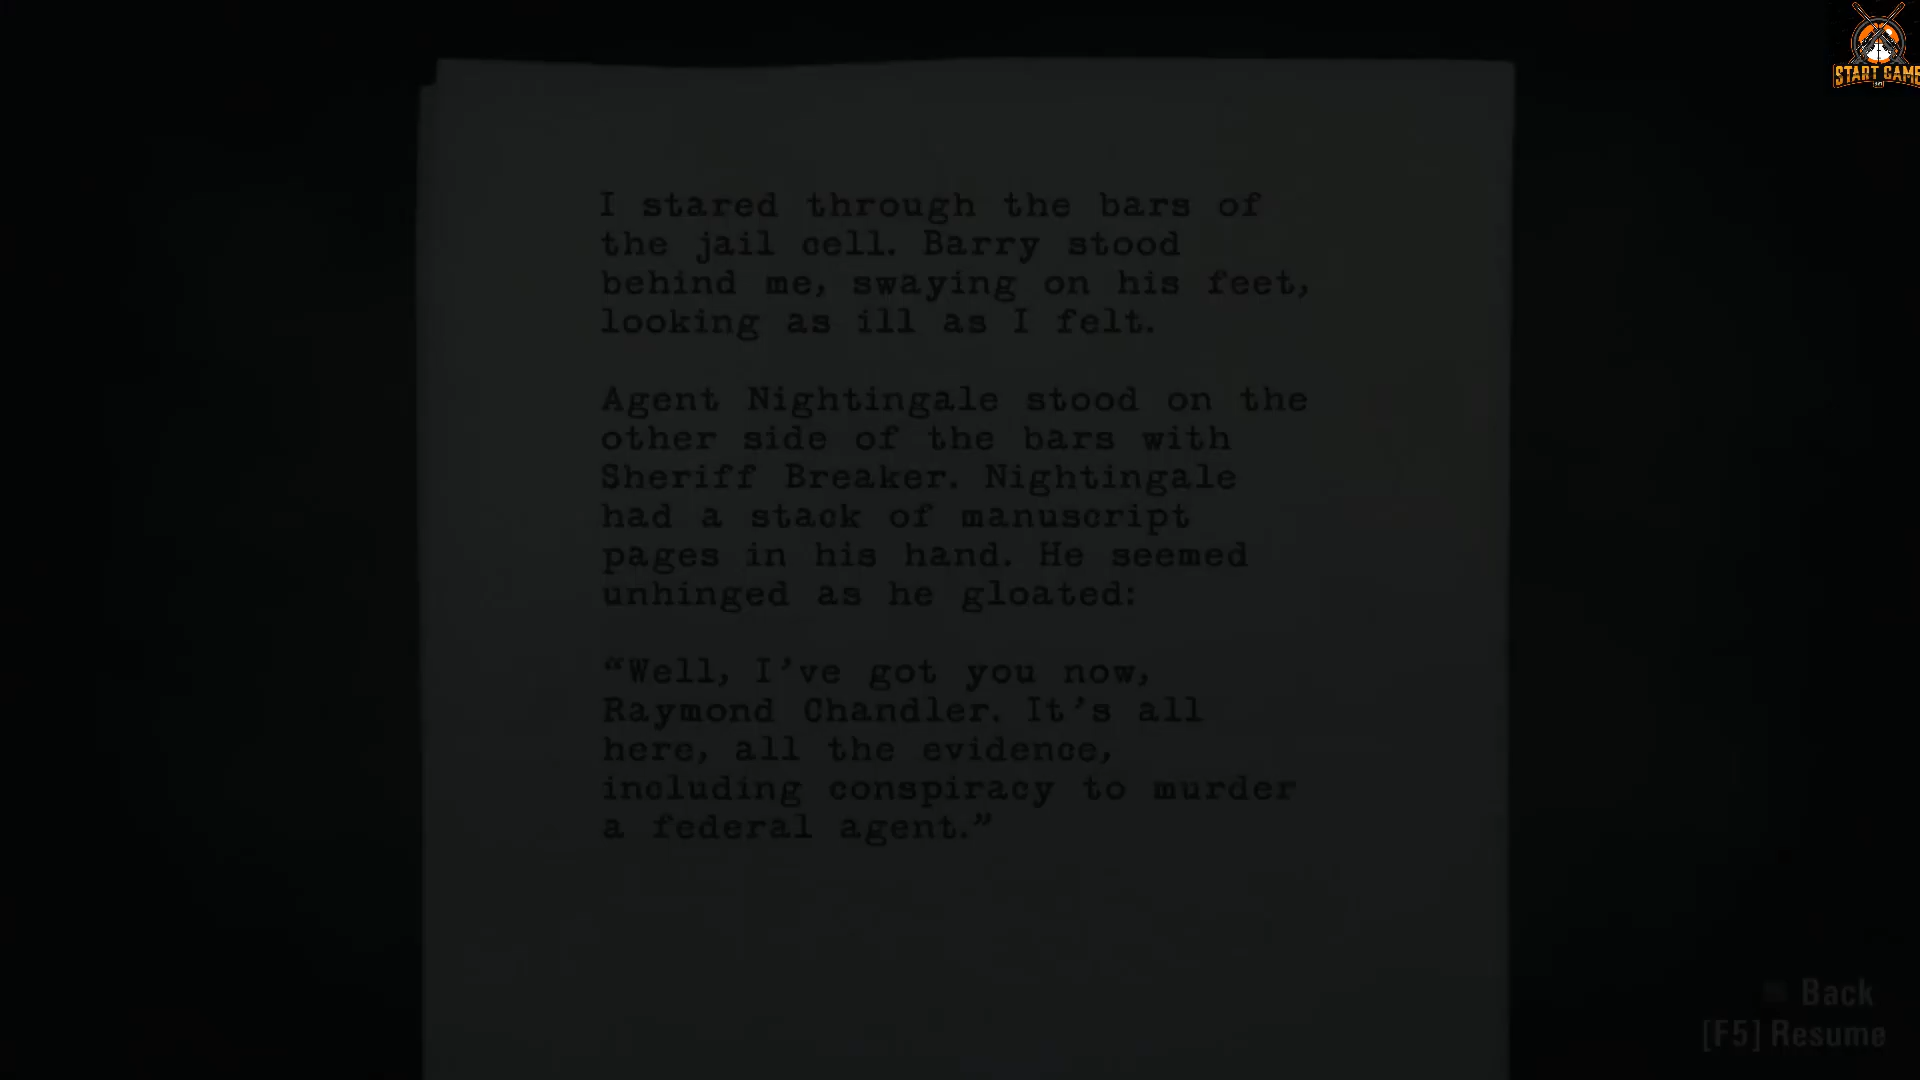 START GAME
I stared through the bars of
the jail cell. Barry stood
behind me, swaying on his feet,
looking as ill as I felt.
Agent Nightingale stood on the
other side of the bars with
Sheriff Breaker. Nightingale
had a stack of manuscript
pages in his hand. He seemed
unhinged as he gloated:
“Well, I’ve got you now,
Raymond Chandler. It’s all
here, all the evidence,
including conspiracy to murder
a federal agent.”
Back
[F5] Resume